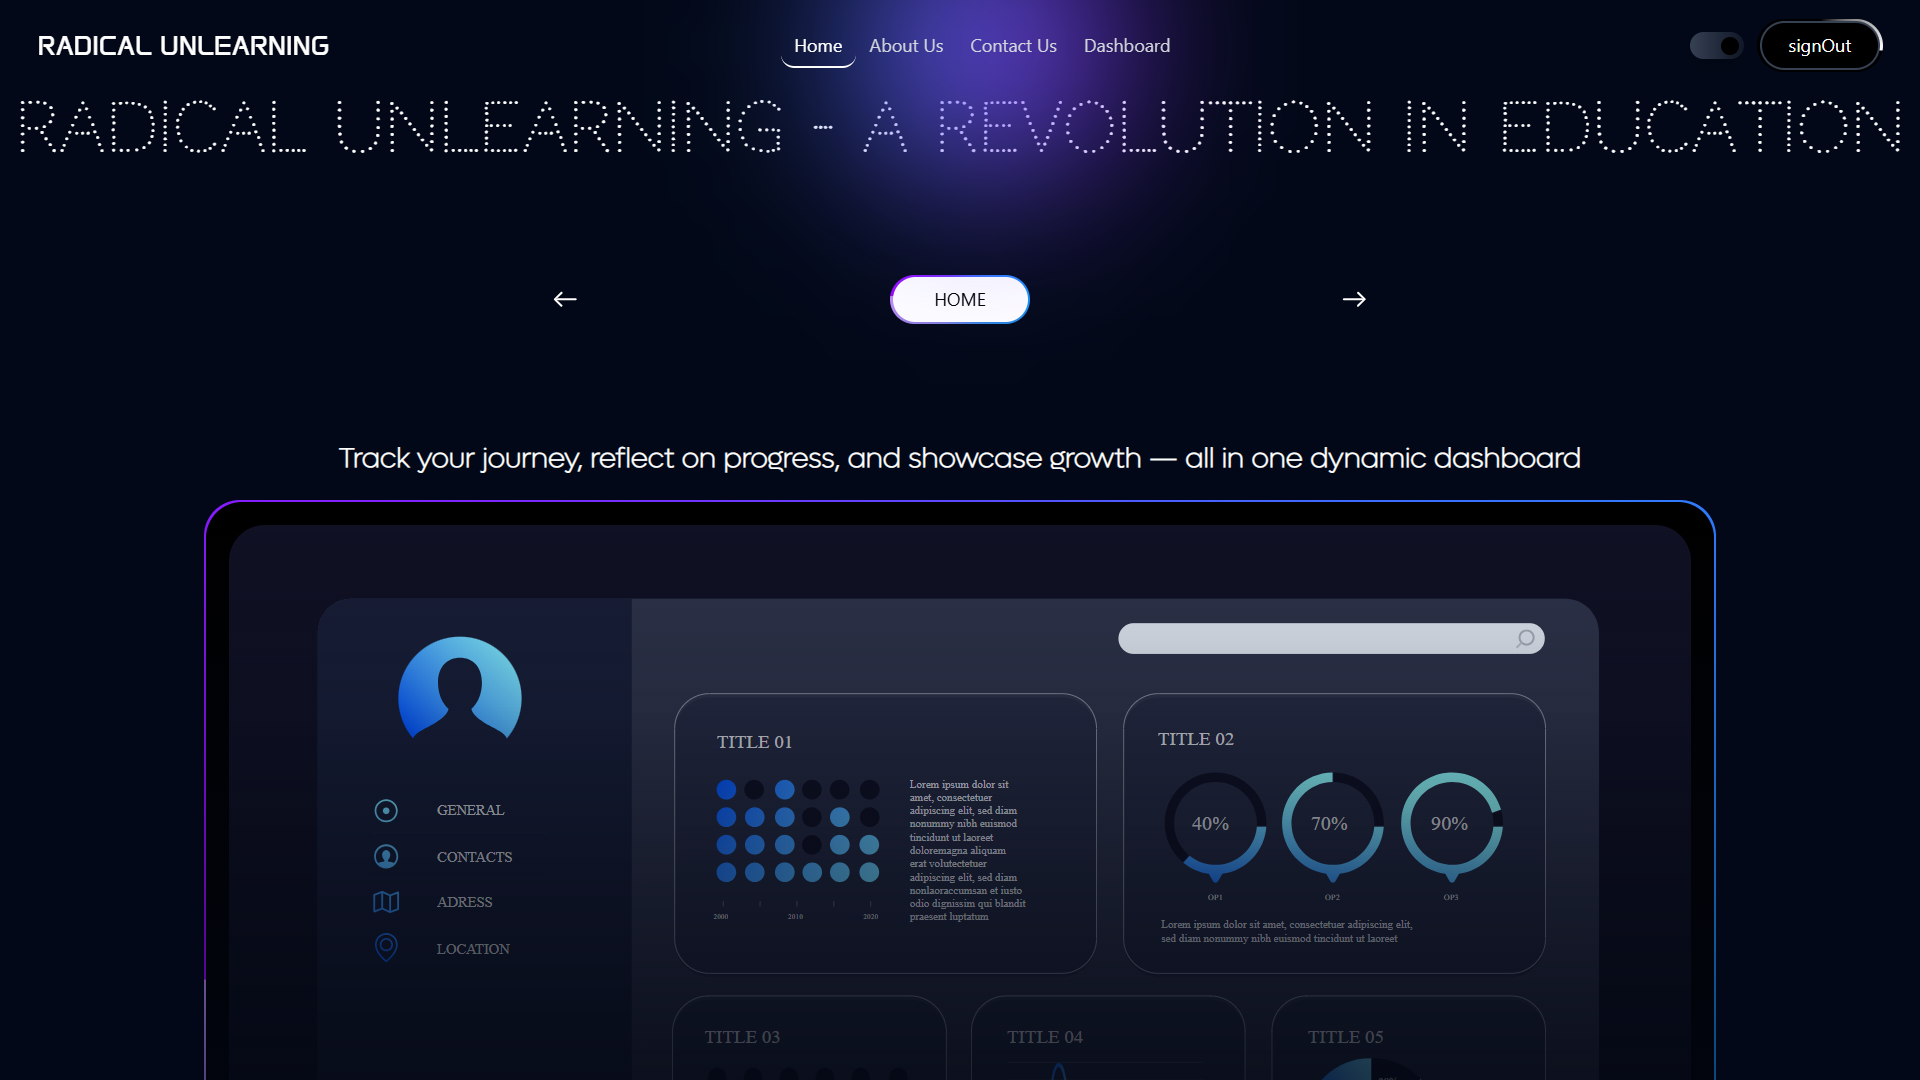 RADICAL UNLEARNING
Home About Us Contact Us Dashboard
signOut
RADICAL UNLEARNING - A REVOLUTION IN EDUCATION
HOME
Track your journey, reflect on progress, and showcase growth — all in one dynamic dashboard
GENERAL
CONTACTS
ADRESS
LOCATION
TITLE 01
Lorem ipsum dolor sit
amet, consectetuer
adipiscing elit, sed diam
nonummy nibh euismod
tincidunt ut laoreet
doloremagna aliquam
erat volutectetuer
adipiscing elit, sed diam
nonlaoraccumsan et iusto
odio dignissim qui blandit
praesent luptatum
2000 2010 2020
TITLE 02
40% 70% 90%
OP1 OP2 OP3
Lorem ipsum dolor sit amet, consectetuer adipiscing elit,
sed diam nonummy nibh euismod tincidunt ut laoreet
TITLE 03
TITLE 04
TITLE 05